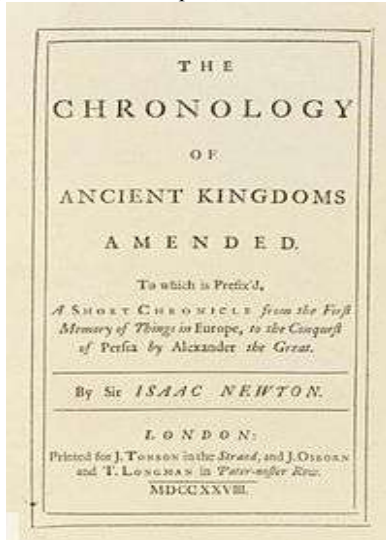 THE
CHRONOLOGY
OF
ANCIENT KINGDOMS
AMENDED.
To which is Prefix'd,
A SHORT CHRONICLE from the Firſt
Memory of Things in Europe, to the Conqueſt
of Perſia by Alexander the Great.
By Sir ISAAC NEWTON.
LONDON:
Printed for J. TONSON in the Strand, and J. OSBORN
and T. LONGMAN in Pater-noſter Row.
MDCCXXVIII.